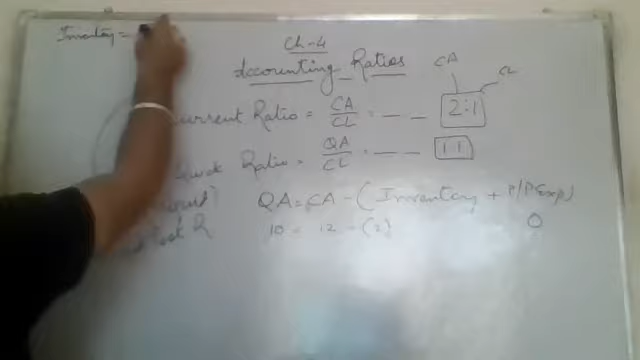 Inventory =
Ch-4
Accounting Ratios
CA
CL
Current Ratio = CA/CL = — — 2:1
Ratio = QA/CL = — — 1:1
QA = CA - (Inventory + P/P Exp)
10 = 12 - (2) 0